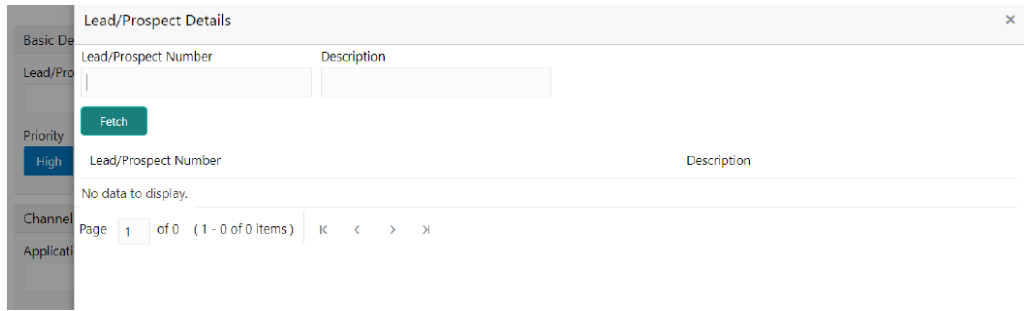 Lead/Prospect Details
Basic De
Lead/Prospect Number Description
Lead/Pro
Fetch
Priority
High
Lead/Prospect Number Description
No data to display.
Channel
Page 1 of 0 (1 - 0 of 0 items)
Applicati